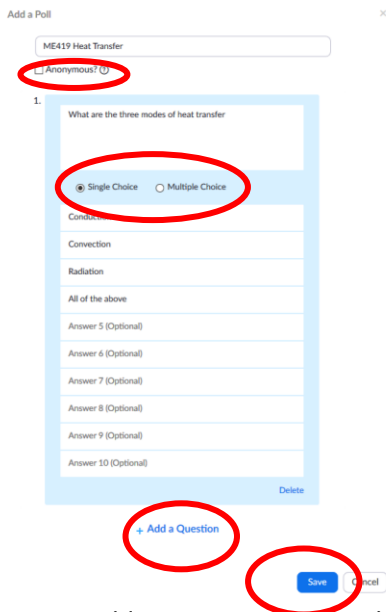 Add a Poll ×
ME419 Heat Transfer
Anonymous?
1.
What are the three modes of heat transfer
Single Choice Multiple Choice
Convection
Radiation
All of the above
Answer 5 (Optional)
Answer 6 (Optional)
Answer 7 (Optional)
Answer 8 (Optional)
Answer 9 (Optional)
Answer 10 (Optional)
Delete
+ Add a Question
Save Cancel